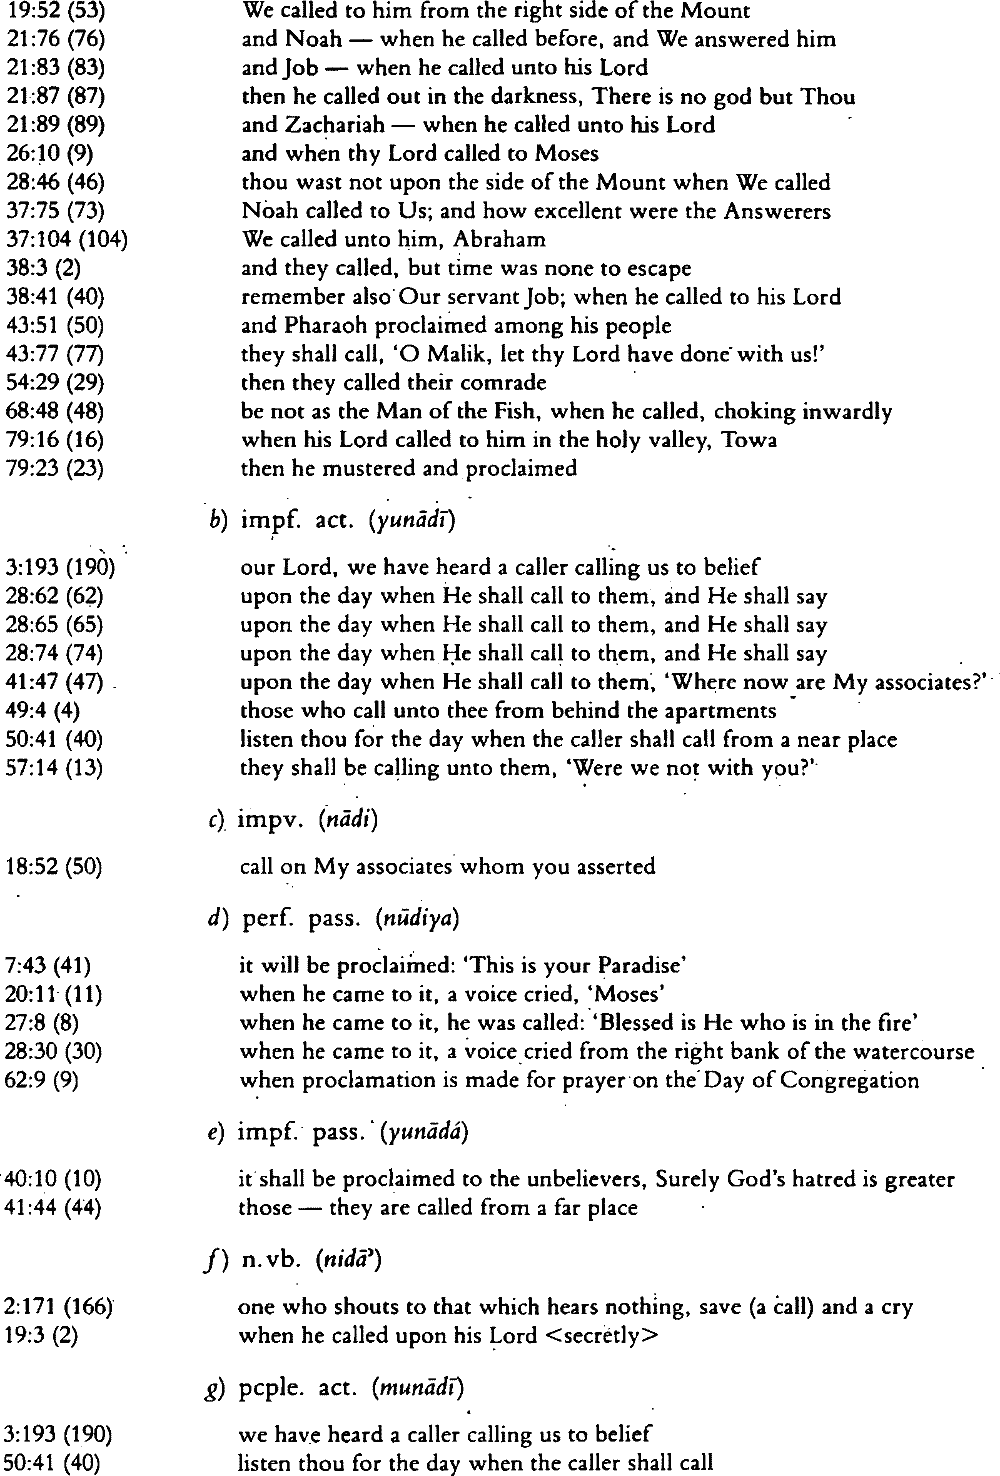 19:52 (53) We called to him from the right side of the Mount
21:76 (76) and Noah — when he called before, and We answered him
21:83 (83) and Job — when he called unto his Lord
21:87 (87) then he called out in the darkness, There is no god but Thou
21:89 (89) and Zachariah — when he called unto his Lord
26:10 (9) and when thy Lord called to Moses
28:46 (46) thou wast not upon the side of the Mount when We called
37:75 (73) Noah called to Us; and how excellent were the Answerers
37:104 (104) We called unto him, Abraham
38:3 (2) and they called, but time was none to escape
38:41 (40) remember also Our servant Job; when he called to his Lord
43:51 (50) and Pharaoh proclaimed among his people
43:77 (77) they shall call, ‘O Malik, let thy Lord have done with us!’
54:29 (29) then they called their comrade
68:48 (48) be not as the Man of the Fish, when he called, choking inwardly
79:16 (16) when his Lord called to him in the holy valley, Towa
79:23 (23) then he mustered and proclaimed
b) impf. act. (yunādī)
3:193 (190) our Lord, we have heard a caller calling us to belief
28:62 (62) upon the day when He shall call to them, and He shall say
28:65 (65) upon the day when He shall call to them, and He shall say
28:74 (74) upon the day when He shall call to them, and He shall say
41:47 (47) upon the day when He shall call to them, ‘Where now are My associates?’
49:4 (4) those who call unto thee from behind the apartments
50:41 (40) listen thou for the day when the caller shall call from a near place
57:14 (13) they shall be calling unto them, ‘Were we not with you?’
c) impv. (nādi)
18:52 (50) call on My associates whom you asserted
d) perf. pass. (nūdiya)
7:43 (41) it will be proclaimed: ‘This is your Paradise’
20:11 (11) when he came to it, a voice cried, ‘Moses’
27:8 (8) when he came to it, he was called: ‘Blessed is He who is in the fire’
28:30 (30) when he came to it, a voice cried from the right bank of the watercourse
62:9 (9) when proclamation is made for prayer on the Day of Congregation
e) impf. pass. (yunādá)
40:10 (10) it shall be proclaimed to the unbelievers, Surely God's hatred is greater
41:44 (44) those — they are called from a far place
f) n.vb. (nidā’)
2:171 (166) one who shouts to that which hears nothing, save (a call) and a cry
19:3 (2) when he called upon his Lord <secretly>
g) pcple. act. (munādī)
3:193 (190) we have heard a caller calling us to belief
50:41 (40) listen thou for the day when the caller shall call